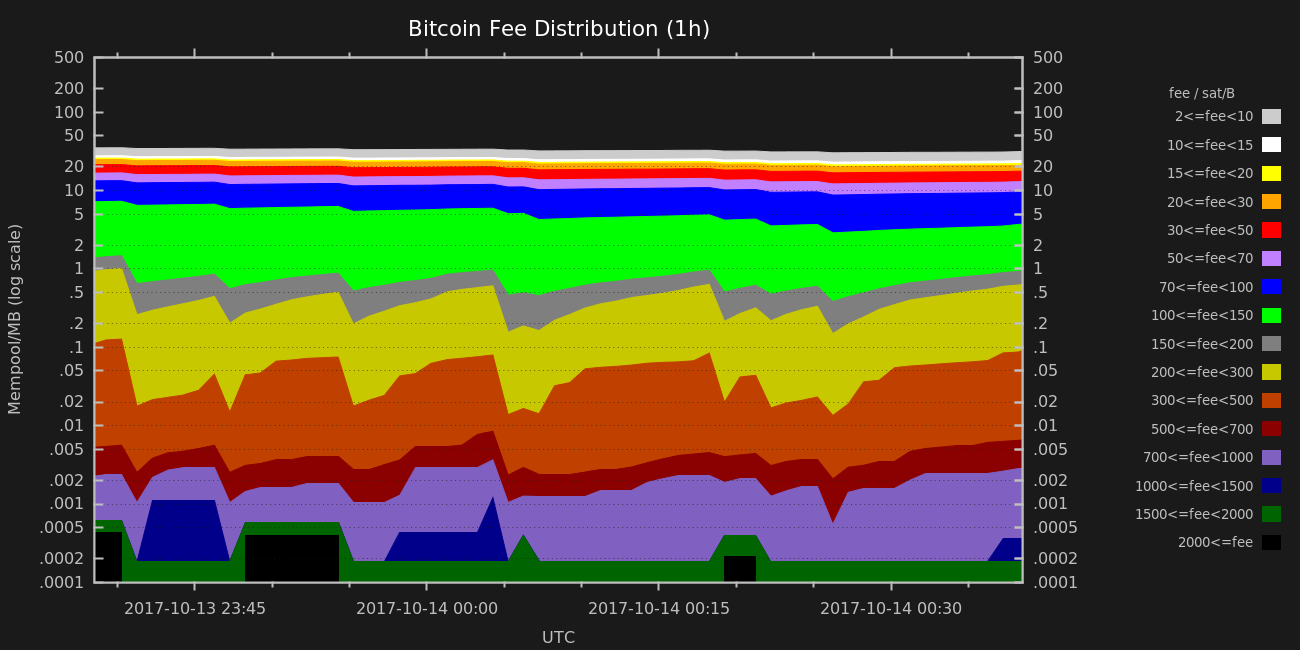 Bitcoin Fee Distribution (1h)
500 500
200 200
100 100
50 50
20 20
10 10
5 5
2 2
1 1
.5 .5
.2 .2
.1 .1
.05 .05
.02 .02
.01 .01
.005 .005
.002 .002
.001 .001
.0005 .0005
.0002 .0002
.0001 .0001
Mempool/MB (log scale)
2017-10-13 23:45 2017-10-14 00:00 2017-10-14 00:15 2017-10-14 00:30
UTC
fee / sat/B
2<=fee<10
10<=fee<15
15<=fee<20
20<=fee<30
30<=fee<50
50<=fee<70
70<=fee<100
100<=fee<150
150<=fee<200
200<=fee<300
300<=fee<500
500<=fee<700
700<=fee<1000
1000<=fee<1500
1500<=fee<2000
2000<=fee